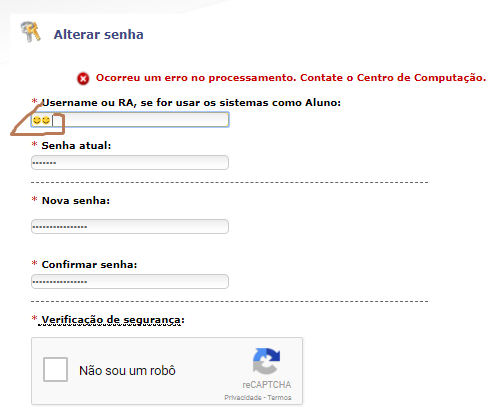 Alterar senha
Ocorreu um erro no processamento. Contate o Centro de Computação.
* Username ou RA, se for usar os sistemas como Aluno:
😊😊
* Senha atual:
•••••••
* Nova senha:
••••••••••••••••
* Confirmar senha:
••••••••••••••••
* Verificação de segurança:
Não sou um robô
reCAPTCHA
Privacidade - Termos